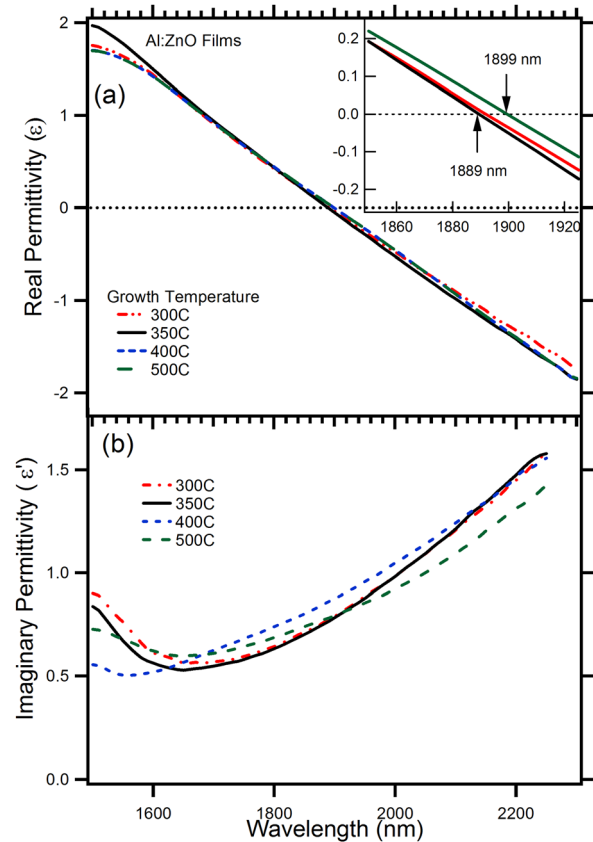 Al:ZnO Films
(a)
2
1
0
-1
-2
Real Permittivity (ε)
0.2
0.1
0.0
-0.1
-0.2
1899 nm
1889 nm
1860
1880
1900
1920
Growth Temperature
300C
350C
400C
500C
(b)
1.5
1.0
0.5
0.0
Imaginary Permittivity (ε')
300C
350C
400C
500C
1600
1800
2000
2200
Wavelength (nm)